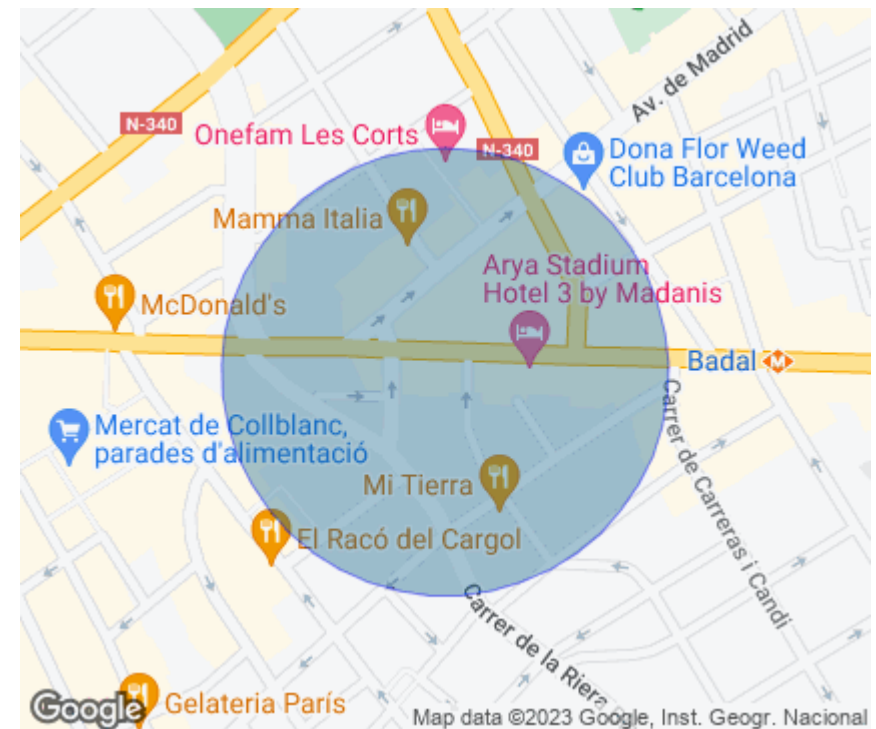 Av. de Madrid
N-340
Onefam Les Corts
N-340
Dona Flor Weed
Club Barcelona
Mamma Italia
Arya Stadium
Hotel 3 by Madanis
McDonald's
Badal
M
Mercat de Collblanc,
parades d'alimentació
Carrer de Carreras i Candi
Mi Tierra
El Racó del Cargol
Carrer de la Riera
Gelateria París
Google
Map data ©2023 Google, Inst. Geogr. Nacional